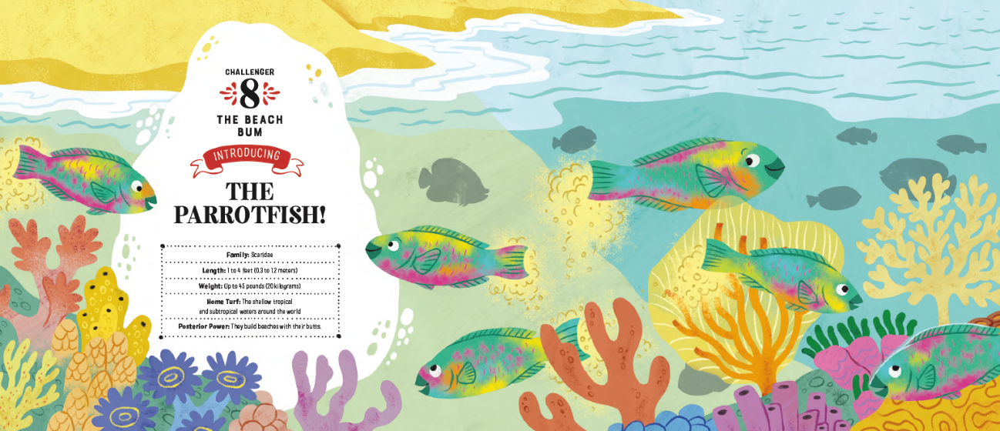 CHALLENGER
8
THE BEACH
BUM
INTRODUCING
THE
PARROTFISH!
Family: Scaridae
Length: 1 to 4 feet (0.3 to 1.2 meters)
Weight: Up to 45 pounds (20 kilograms)
Home Turf: The shallow tropical
and subtropical waters around the world
Posterior Power: They build beaches with their butts.